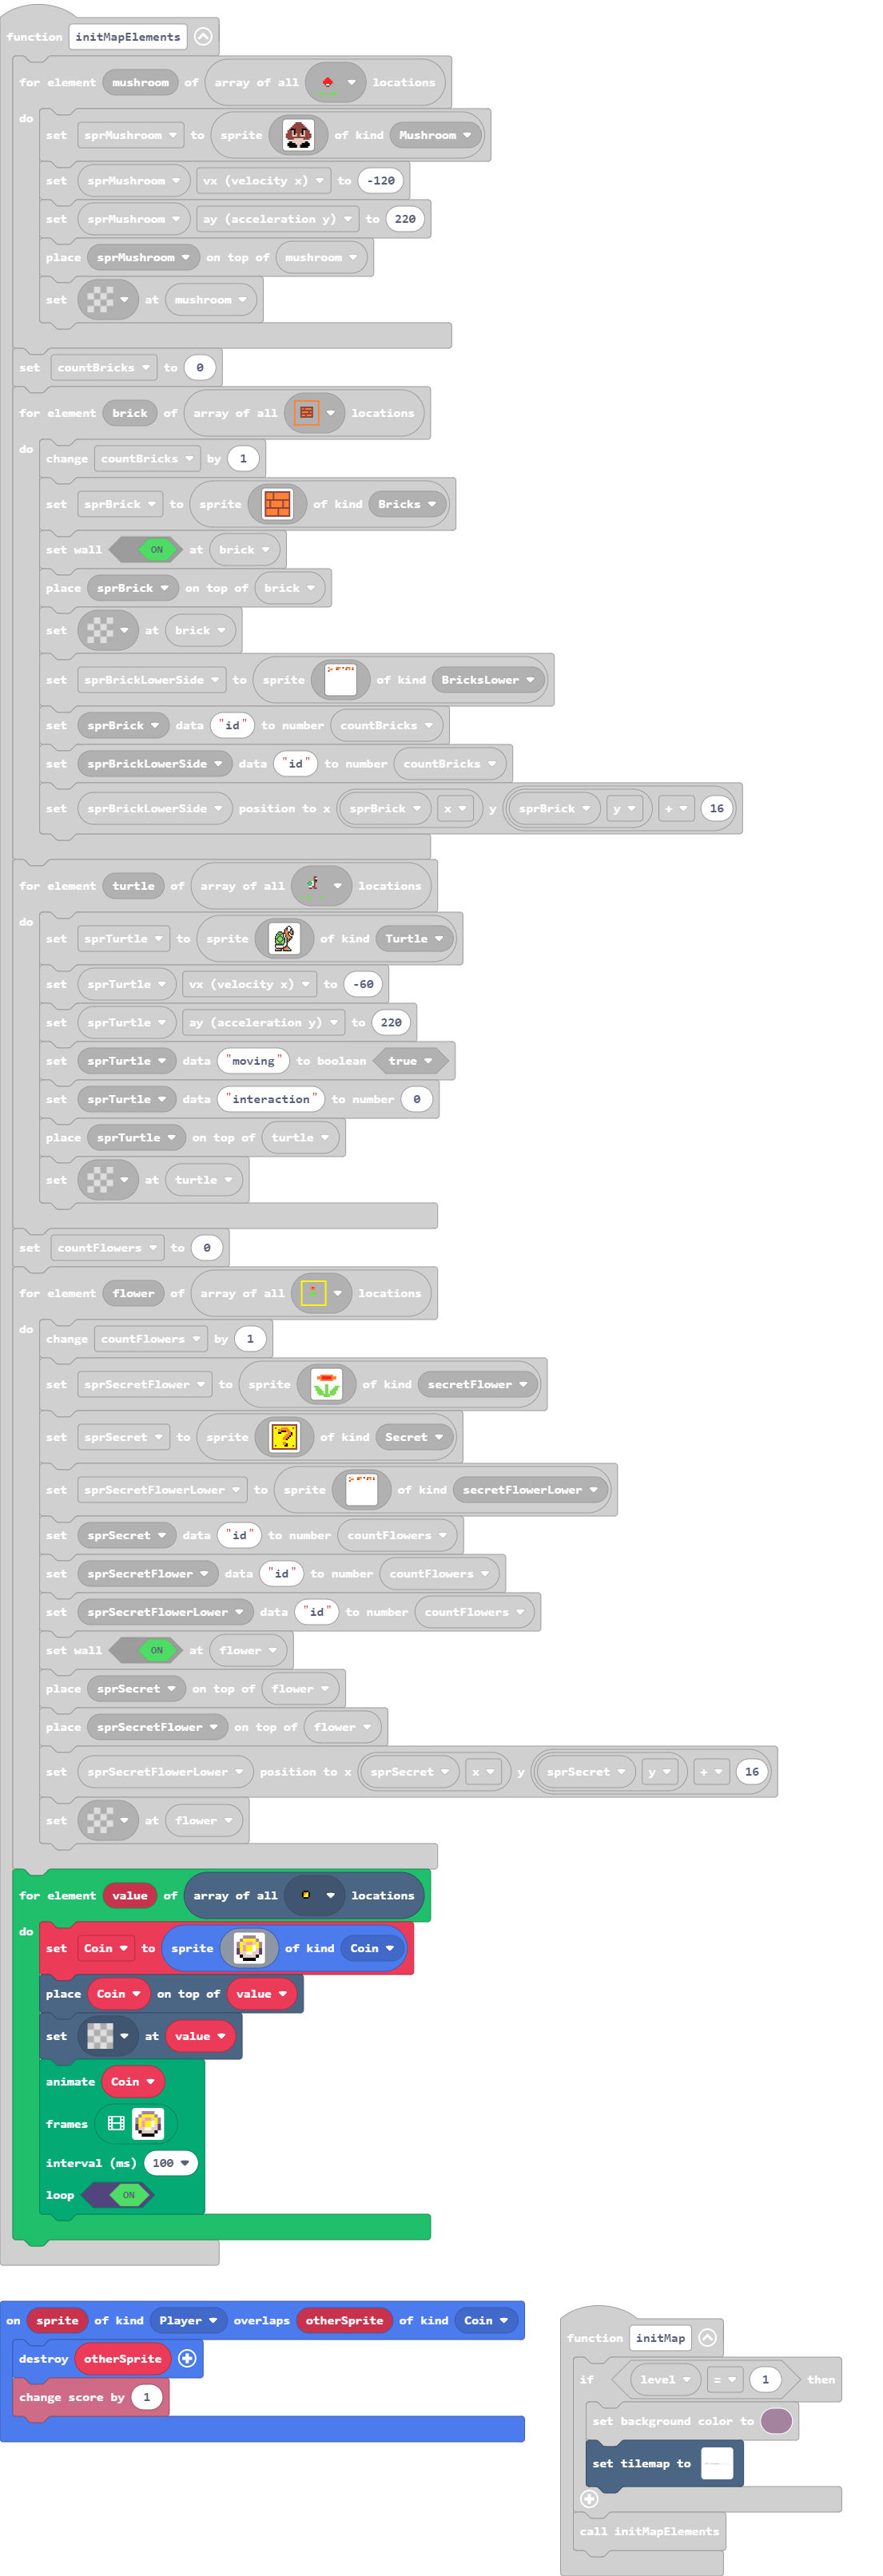 function initMapElements
for element mushroom of array of all locations
do
set sprMushroom to sprite of kind Mushroom
set sprMushroom vx (velocity x) to -120
set sprMushroom ay (acceleration y) to 220
place sprMushroom on top of mushroom
set at mushroom
set countBricks to 0
for element brick of array of all locations
do
change countBricks by 1
set sprBrick to sprite of kind Bricks
set wall ON at brick
place sprBrick on top of brick
set at brick
set sprBrickLowerSide to sprite of kind BricksLower
set sprBrick data "id" to number countBricks
set sprBrickLowerSide data "id" to number countBricks
set sprBrickLowerSide position to x sprBrick x y sprBrick y + 16
for element turtle of array of all locations
do
set sprTurtle to sprite of kind Turtle
set sprTurtle vx (velocity x) to -60
set sprTurtle ay (acceleration y) to 220
set sprTurtle data "moving" to boolean true
set sprTurtle data "interaction" to number 0
place sprTurtle on top of turtle
set at turtle
set countFlowers to 0
for element flower of array of all locations
do
change countFlowers by 1
set sprSecretFlower to sprite of kind secretFlower
set sprSecret to sprite ? of kind Secret
set sprSecretFlowerLower to sprite of kind secretFlowerLower
set sprSecret data "id" to number countFlowers
set sprSecretFlower data "id" to number countFlowers
set sprSecretFlowerLower data "id" to number countFlowers
set wall ON at flower
place sprSecret on top of flower
place sprSecretFlower on top of flower
set sprSecretFlowerLower position to x sprSecret x y sprSecret y + 16
set at flower
for element value of array of all locations
do
set Coin to sprite of kind Coin
place Coin on top of value
set at value
animate Coin
frames
interval (ms) 100
loop ON
on sprite of kind Player overlaps otherSprite of kind Coin
destroy otherSprite
change score by 1
function initMap
if level = 1 then
set background color to
set tilemap to
call initMapElements